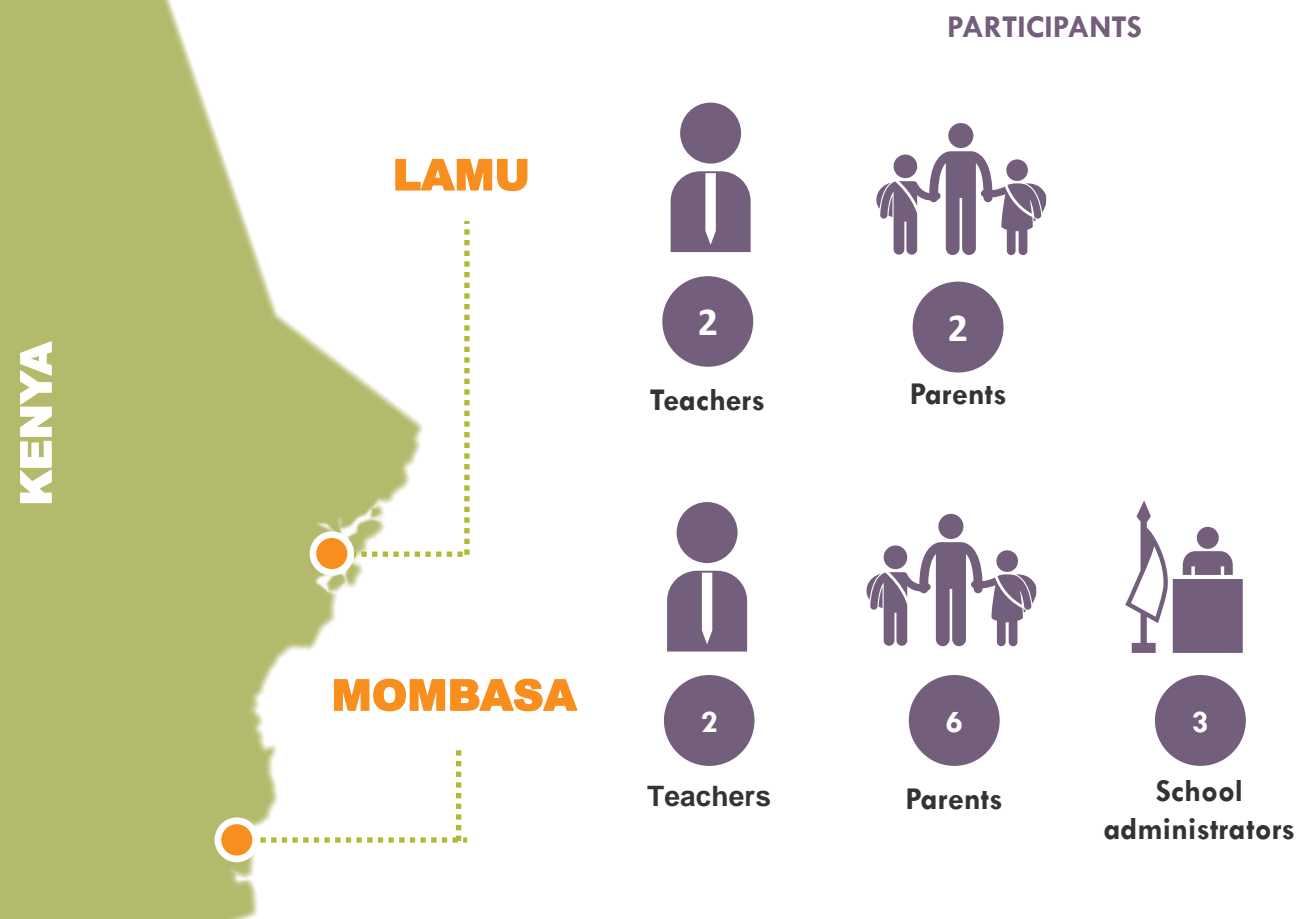 PARTICIPANTS
KENYA
LAMU
2
2
Teachers
Parents
MOMBASA
2
6
3
Teachers
Parents
School
administrators